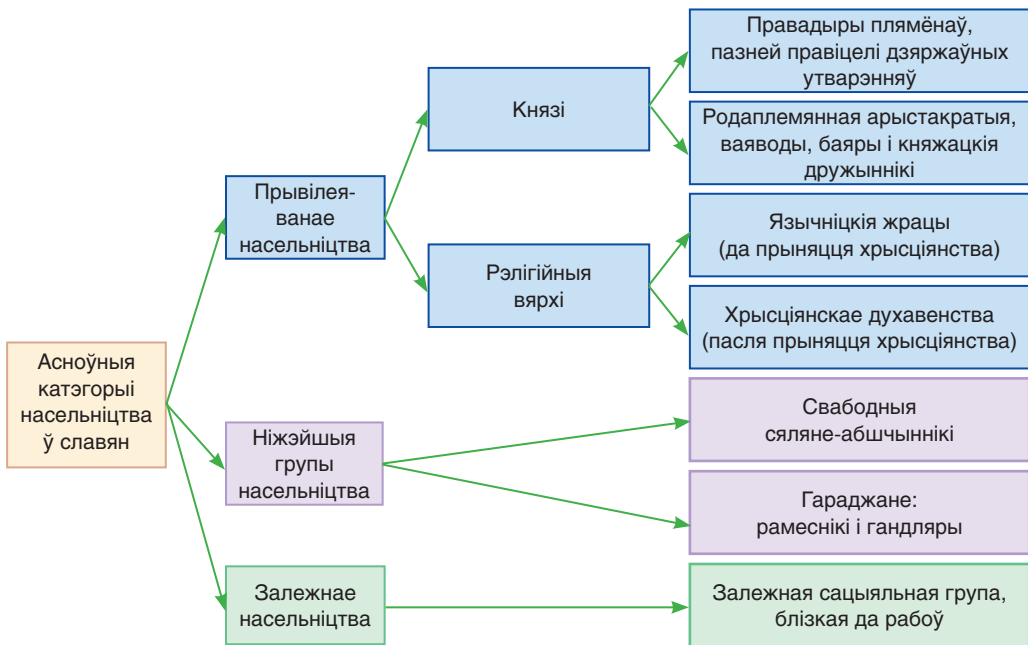 Асноўныя
катэгорыі
насельніцтва
ў славян
Прывілея-
ванае
насельніцтва
Князі
Правадыры плямёнаў,
пазней правіцелі дзяржаўных
утварэнняў
Родаплемянная арыстакратыя,
ваяводы, баяры і княжацкія
дружыннікі
Рэлігійныя
вярхі
Язычніцкія жрацы
(да прыняцця хрысціянства)
Хрысціянскае духавенства
(пасля прыняцця хрысціянства)
Ніжэйшыя
групы
насельніцтва
Свабодныя
сяляне-абшчыннікі
Гараджане:
рамеснікі і гандляры
Залежнае
насельніцтва
Залежная сацыяльная група,
блізкая да рабоў